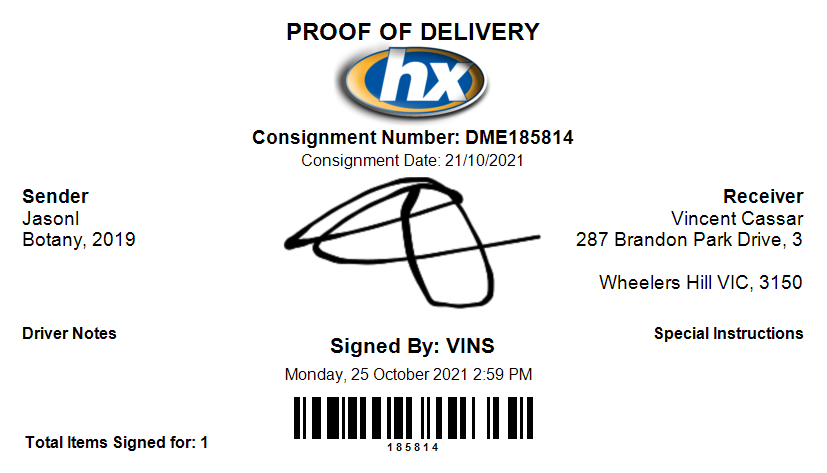 PROOF OF DELIVERY
hx
Consignment Number: DME185814
Consignment Date: 21/10/2021
Sender
JasonI
Botany, 2019
Receiver
Vincent Cassar
287 Brandon Park Drive, 3
Wheelers Hill VIC, 3150
Driver Notes
Special Instructions
Signed By: VINS
Monday, 25 October 2021 2:59 PM
185814
Total Items Signed for: 1